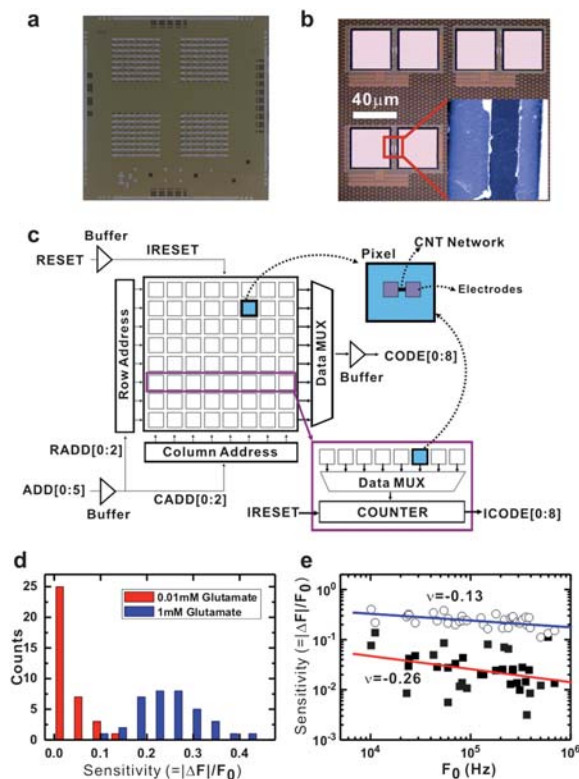 a
b
40μm
c
Buffer
RESET
IRESET
Row Address
Data MUX
Pixel
CNT Network
Electrodes
Buffer
CODE[0:8]
RADD[0:2]
Column Address
ADD[0:5]
Buffer
CADD[0:2]
Data MUX
IRESET
COUNTER
ICODE[0:8]
d
0.01mM Glutamate
1mM Glutamate
Counts
25
20
15
10
5
0
0.0 0.1 0.2 0.3 0.4
Sensitivity (=|ΔF|/F0)
e
Sensitivity (=|ΔF|/F0)
10^0
10^-1
10^-2
10^-3
ν=-0.13
ν=-0.26
10^4 10^5 10^6
F0 (Hz)